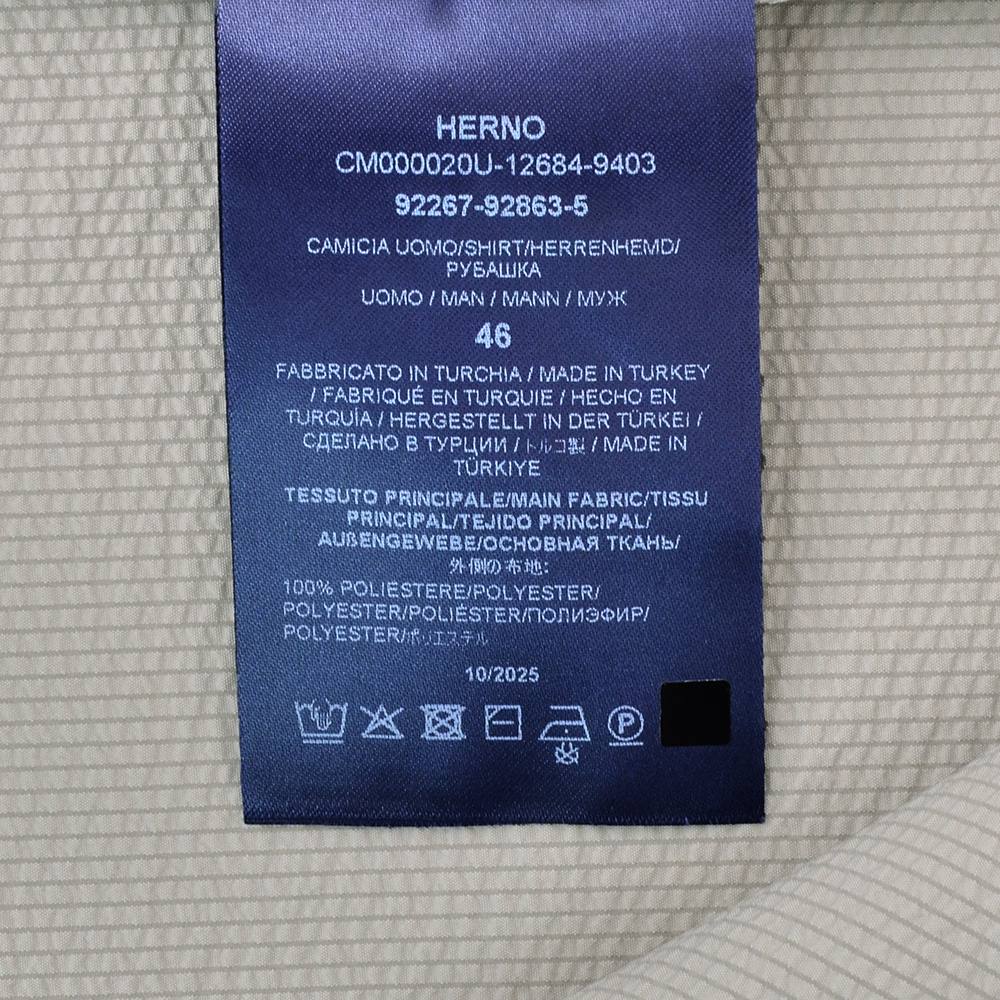 HERNO
CM000020U-12684-9403
92267-92863-5
CAMICIA UOMO/SHIRT/HERRENHEMD/
РУБАШКА
UOMO / MAN / MANN / МУЖ
46
FABBRICATO IN TURCHIA / MADE IN TURKEY
/ FABRIQUÉ EN TURQUIE / HECHO EN
TURQUÍA / HERGESTELLT IN DER TÜRKEI /
СДЕЛАНО В ТУРЦИИ / トルコ製 / MADE IN
TÜRKIYE
TESSUTO PRINCIPALE/MAIN FABRIC/TISSU
PRINCIPAL/TEJIDO PRINCIPAL/
AUßENGEWEBE/ОСНОВНАЯ ТКАНЬ/
外側の布地:
100% POLIESTERE/POLYESTER/
POLYESTER/POLIÉSTER/ПОЛИЭФИР/
POLYESTER/ポリエステル
10/2025
P